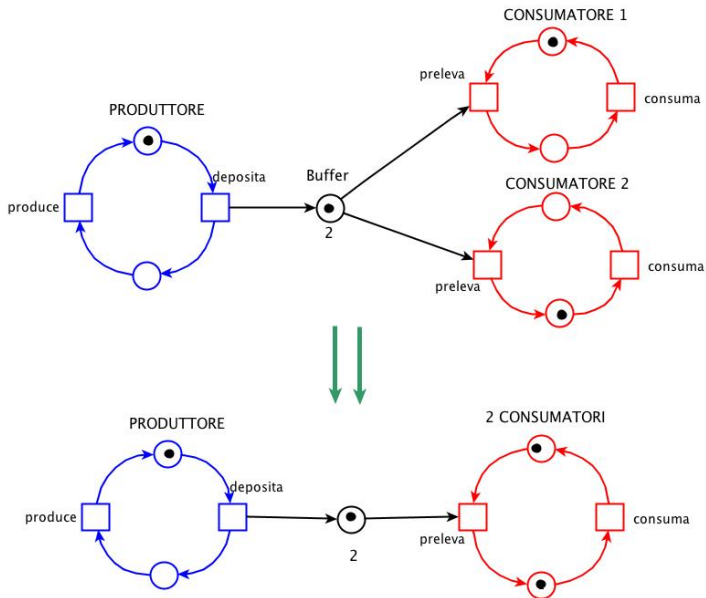 CONSUMATORE 1
preleva
consuma
PRODUTTORE
deposita
produce
Buffer
2
CONSUMATORE 2
preleva
consuma
PRODUTTORE
deposita
produce
2
2 CONSUMATORI
preleva
consuma